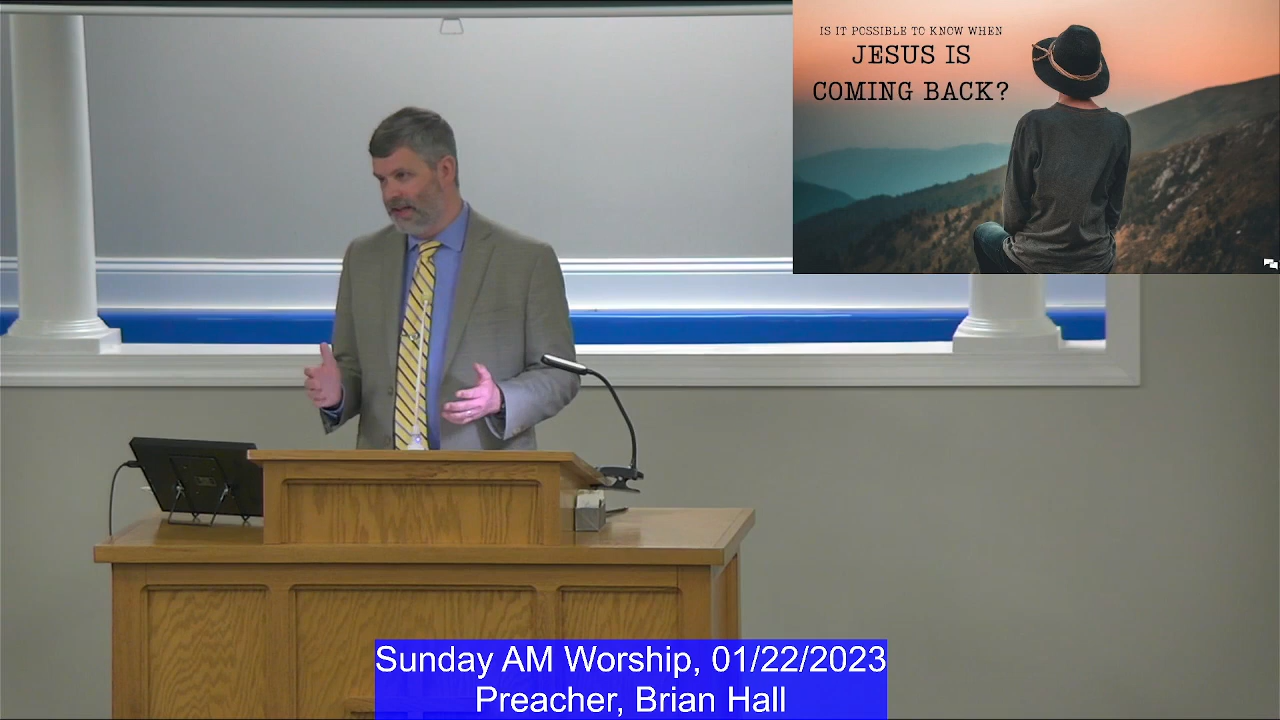 IS IT POSSIBLE TO KNOW WHEN
JESUS IS
COMING BACK?
Sunday AM Worship, 01/22/2023
Preacher, Brian Hall